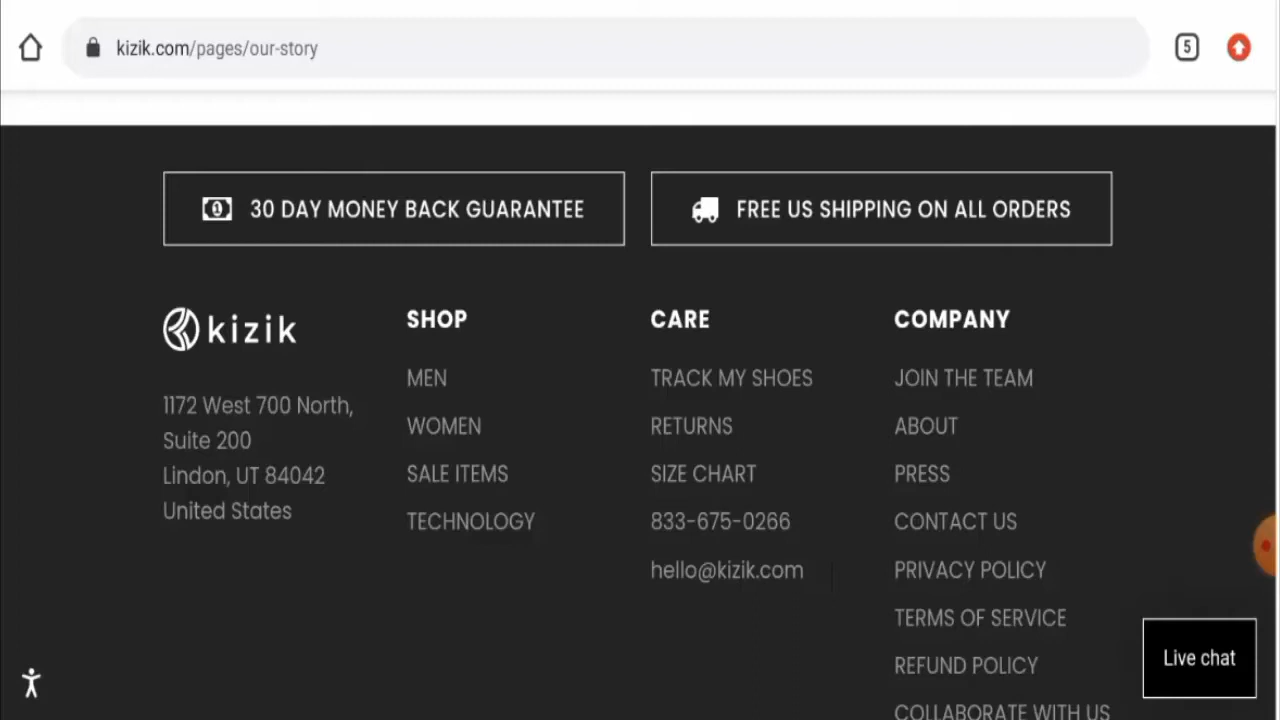 kizik.com/pages/our-story
5
30 DAY MONEY BACK GUARANTEE
FREE US SHIPPING ON ALL ORDERS
kizik
1172 West 700 North,
Suite 200
Lindon, UT 84042
United States
SHOP
MEN
WOMEN
SALE ITEMS
TECHNOLOGY
CARE
TRACK MY SHOES
RETURNS
SIZE CHART
833-675-0266
hello@kizik.com
COMPANY
JOIN THE TEAM
ABOUT
PRESS
CONTACT US
PRIVACY POLICY
TERMS OF SERVICE
REFUND POLICY
COLLABORATE WITH US
Live chat